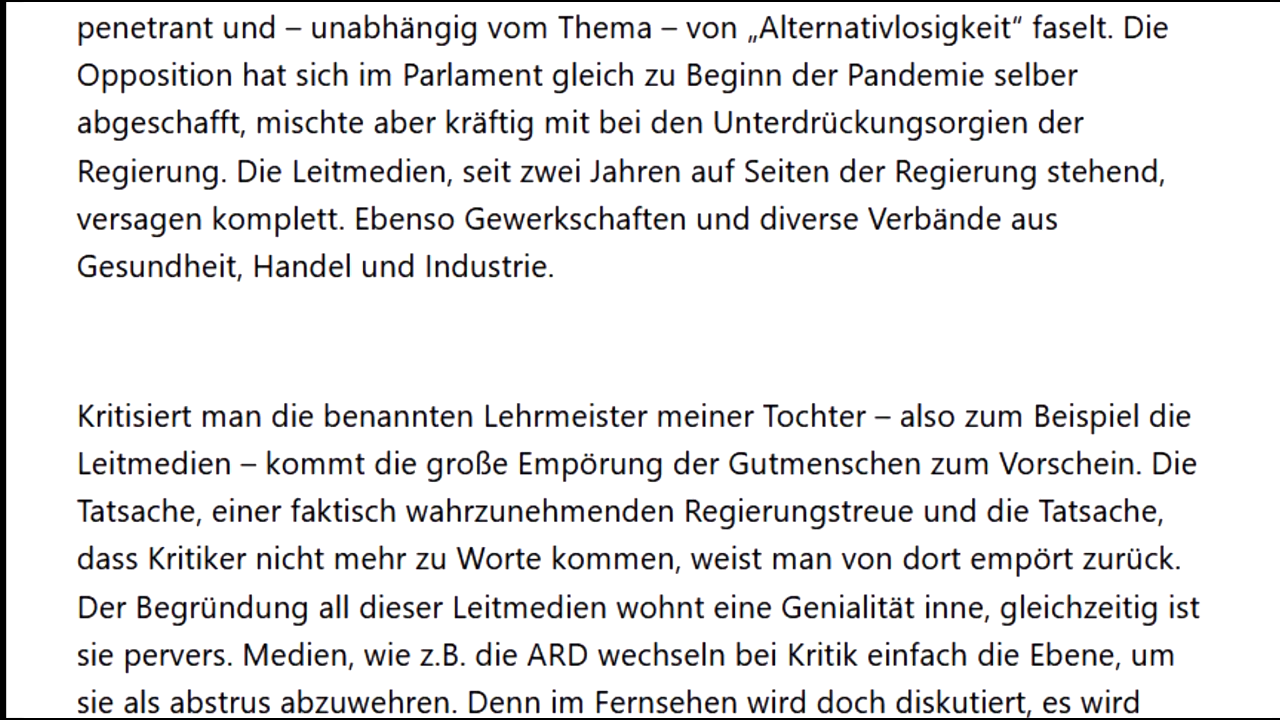 penetrant und – unabhängig vom Thema – von „Alternativlosigkeit“ faselt. Die
Opposition hat sich im Parlament gleich zu Beginn der Pandemie selber
abgeschafft, mischte aber kräftig mit bei den Unterdrückungsorgien der
Regierung. Die Leitmedien, seit zwei Jahren auf Seiten der Regierung stehend,
versagen komplett. Ebenso Gewerkschaften und diverse Verbände aus
Gesundheit, Handel und Industrie.
Kritisiert man die benannten Lehrmeister meiner Tochter – also zum Beispiel die
Leitmedien – kommt die große Empörung der Gutmenschen zum Vorschein. Die
Tatsache, einer faktisch wahrzunehmenden Regierungstreue und die Tatsache,
dass Kritiker nicht mehr zu Worte kommen, weist man von dort empört zurück.
Der Begründung all dieser Leitmedien wohnt eine Genialität inne, gleichzeitig ist
sie pervers. Medien, wie z.B. die ARD wechseln bei Kritik einfach die Ebene, um
sie als abstrus abzuwehren. Denn im Fernsehen wird doch diskutiert, es wird